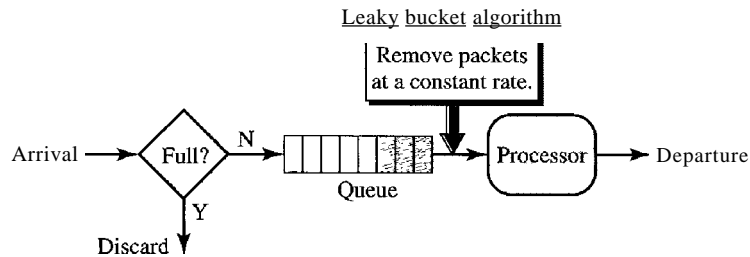 Leaky bucket algorithm
Remove packets
at a constant rate.
Arrival
Full?
N
Queue
Processor
Departure
Y
Discard